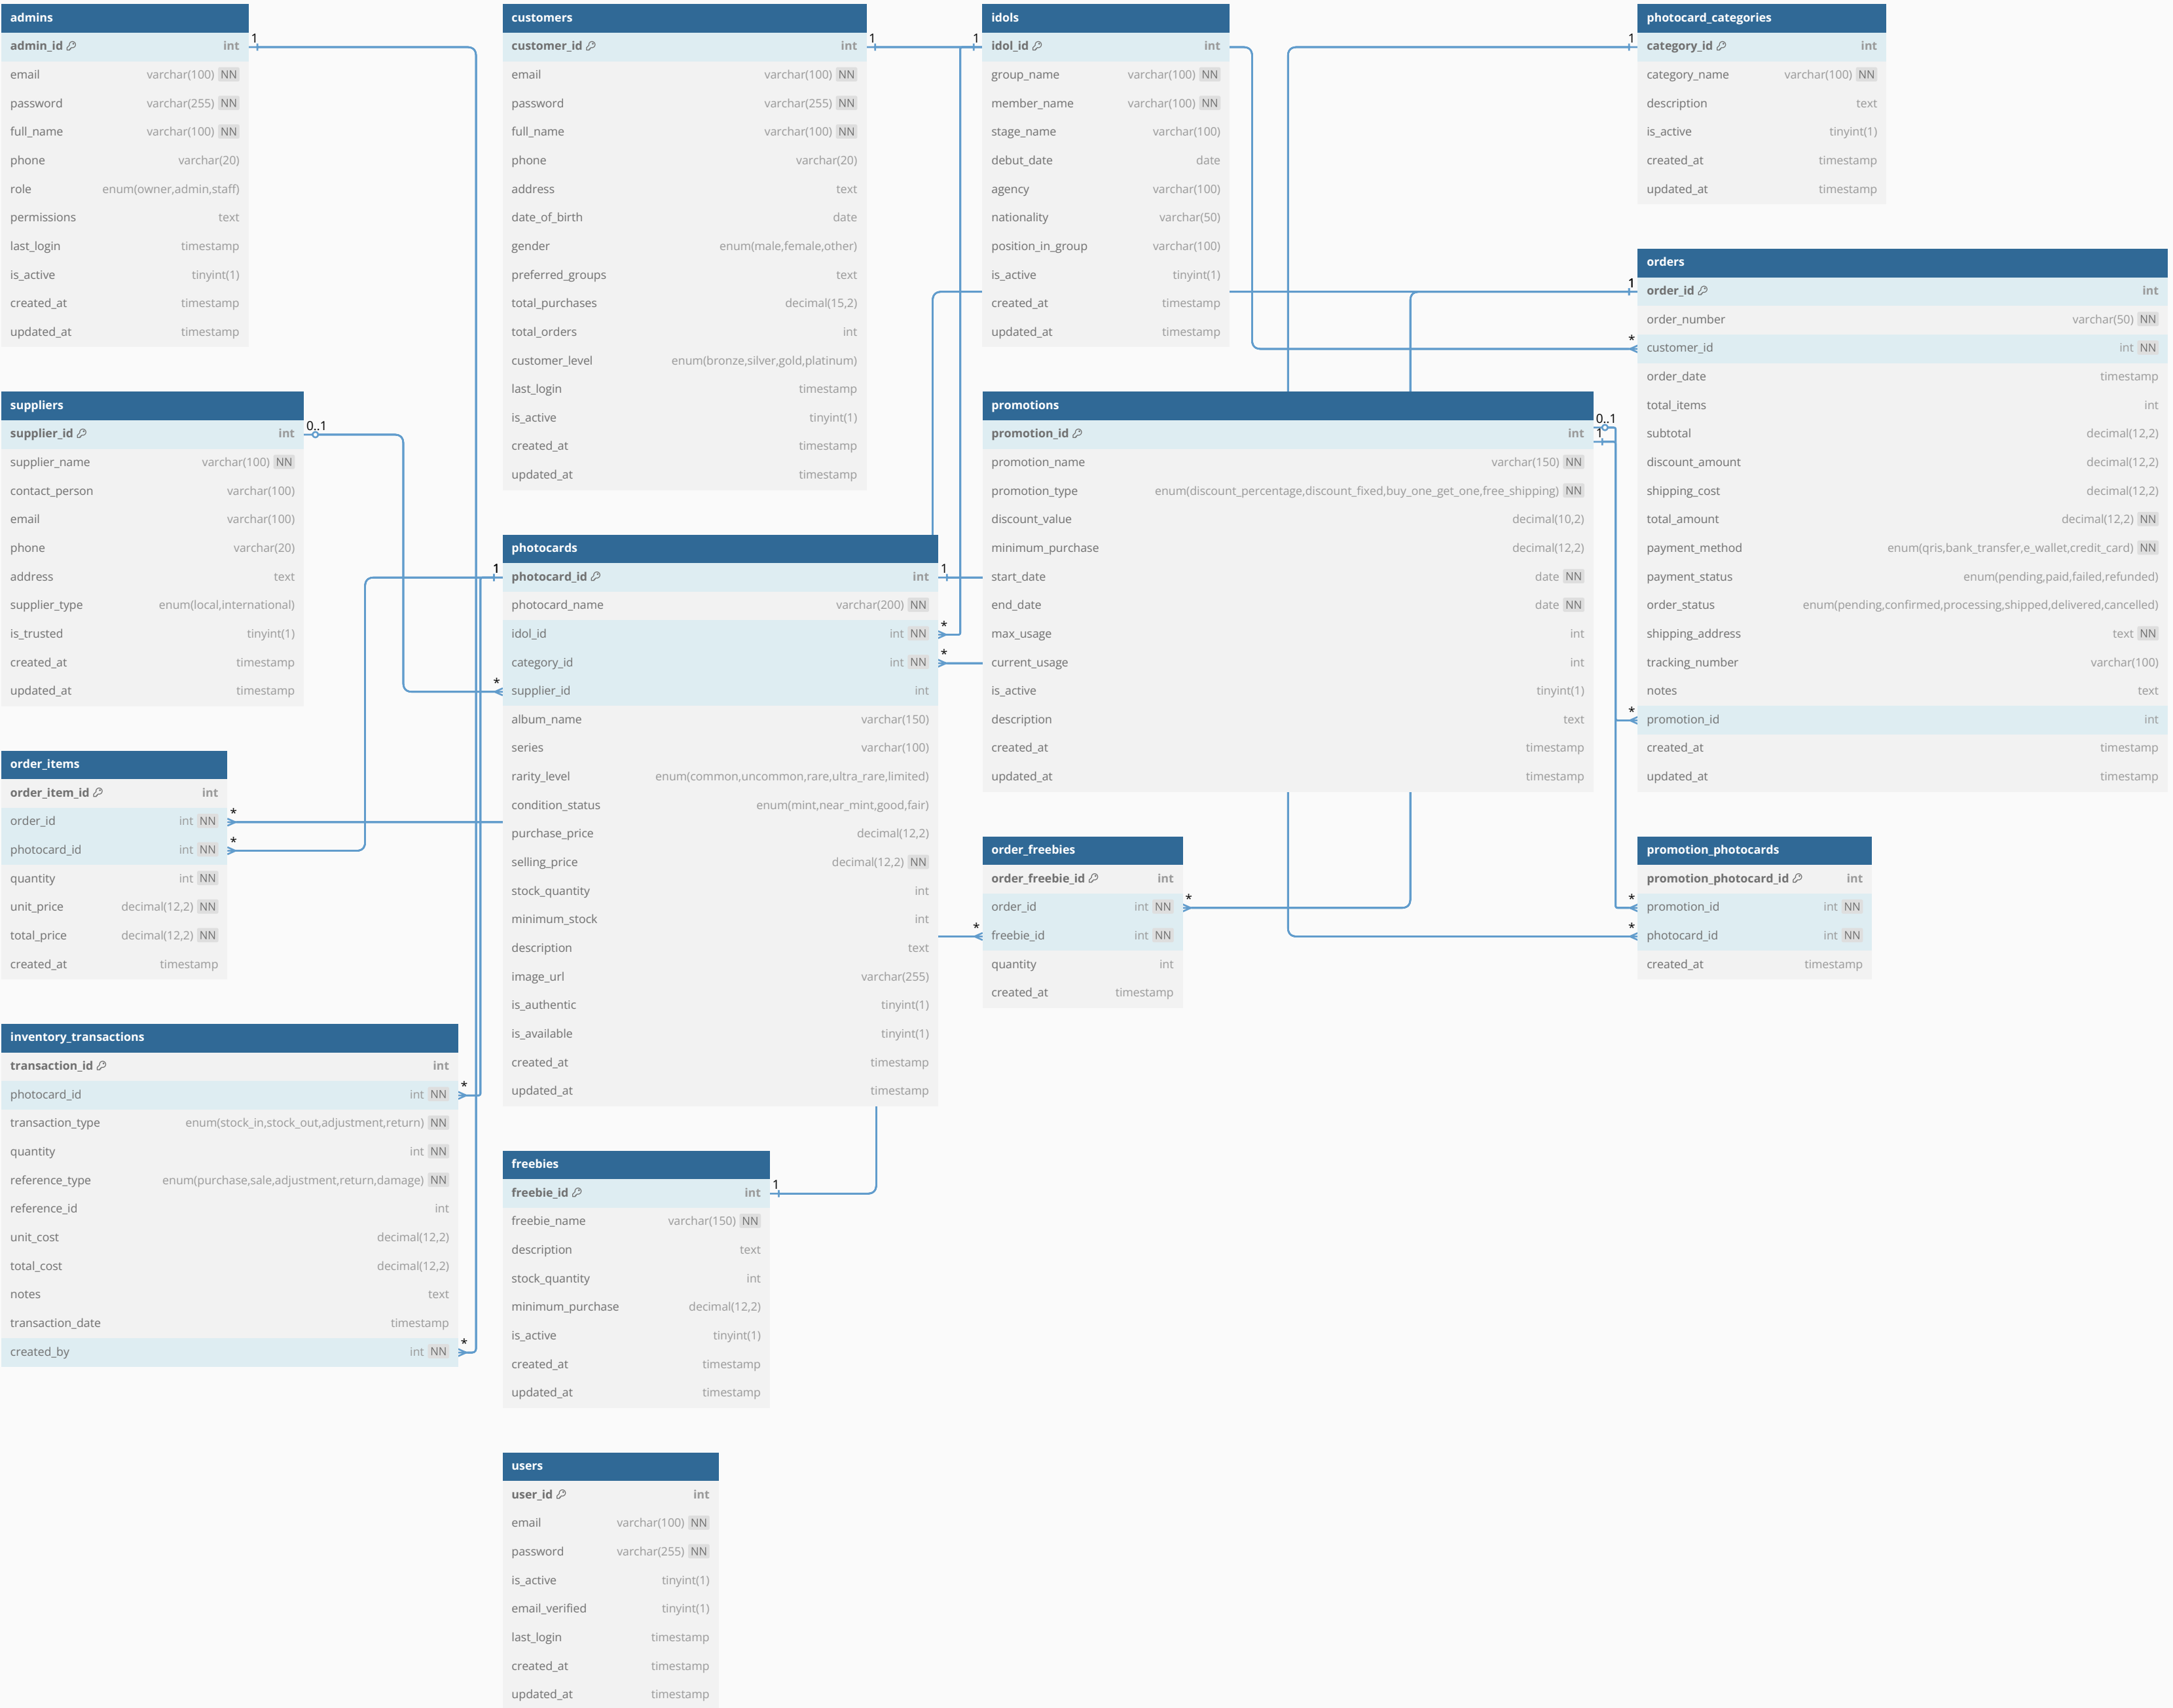 admins
admin_id int
email varchar(100) NN
password varchar(255) NN
full_name varchar(100) NN
phone varchar(20)
role enum(owner,admin,staff)
permissions text
last_login timestamp
is_active tinyint(1)
created_at timestamp
updated_at timestamp
1
customers
customer_id int
email varchar(100) NN
password varchar(255) NN
full_name varchar(100) NN
phone varchar(20)
address text
date_of_birth date
gender enum(male,female,other)
preferred_groups text
total_purchases decimal(15,2)
total_orders int
customer_level enum(bronze,silver,gold,platinum)
last_login timestamp
is_active tinyint(1)
created_at timestamp
updated_at timestamp
1
1
idols
idol_id int
group_name varchar(100) NN
member_name varchar(100) NN
stage_name varchar(100)
debut_date date
agency varchar(100)
nationality varchar(50)
position_in_group varchar(100)
is_active tinyint(1)
created_at timestamp
updated_at timestamp
1
photocard_categories
category_id int
category_name varchar(100) NN
description text
is_active tinyint(1)
created_at timestamp
updated_at timestamp
1
*
orders
order_id int
order_number varchar(50) NN
customer_id int NN
order_date timestamp
total_items int
subtotal decimal(12,2)
discount_amount decimal(12,2)
shipping_cost decimal(12,2)
total_amount decimal(12,2) NN
payment_method enum(qris,bank_transfer,e_wallet,credit_card) NN
payment_status enum(pending,paid,failed,refunded)
order_status enum(pending,confirmed,processing,shipped,delivered,cancelled)
shipping_address text NN
tracking_number varchar(100)
notes text
promotion_id int
created_at timestamp
updated_at timestamp
*
suppliers
supplier_id int
supplier_name varchar(100) NN
contact_person varchar(100)
email varchar(100)
phone varchar(20)
address text
supplier_type enum(local,international)
is_trusted tinyint(1)
created_at timestamp
updated_at timestamp
0..1
promotions
promotion_id int
promotion_name varchar(150) NN
promotion_type enum(discount_percentage,discount_fixed,buy_one_get_one,free_shipping) NN
discount_value decimal(10,2)
minimum_purchase decimal(12,2)
start_date date NN
end_date date NN
max_usage int
current_usage int
is_active tinyint(1)
description text
created_at timestamp
updated_at timestamp
0..1
1
photocards
photocard_id int
photocard_name varchar(200) NN
idol_id int NN
category_id int NN
supplier_id int
album_name varchar(150)
series varchar(100)
rarity_level enum(common,uncommon,rare,ultra_rare,limited)
condition_status enum(mint,near_mint,good,fair)
purchase_price decimal(12,2)
selling_price decimal(12,2) NN
stock_quantity int
minimum_stock int
description text
image_url varchar(255)
is_authentic tinyint(1)
is_available tinyint(1)
created_at timestamp
updated_at timestamp
1
1
*
*
*
order_items
order_item_id int
order_id int NN
photocard_id int NN
quantity int NN
unit_price decimal(12,2) NN
total_price decimal(12,2) NN
created_at timestamp
*
*
order_freebies
order_freebie_id int
order_id int NN
freebie_id int NN
quantity int
created_at timestamp
*
*
promotion_photocards
promotion_photocard_id int
promotion_id int NN
photocard_id int NN
created_at timestamp
*
*
inventory_transactions
transaction_id int
photocard_id int NN
transaction_type enum(stock_in,stock_out,adjustment,return) NN
quantity int NN
reference_type enum(purchase,sale,adjustment,return,damage) NN
reference_id int
unit_cost decimal(12,2)
total_cost decimal(12,2)
notes text
transaction_date timestamp
created_by int NN
*
*
freebies
freebie_id int
freebie_name varchar(150) NN
description text
stock_quantity int
minimum_purchase decimal(12,2)
is_active tinyint(1)
created_at timestamp
updated_at timestamp
1
users
user_id int
email varchar(100) NN
password varchar(255) NN
is_active tinyint(1)
email_verified tinyint(1)
last_login timestamp
created_at timestamp
updated_at timestamp